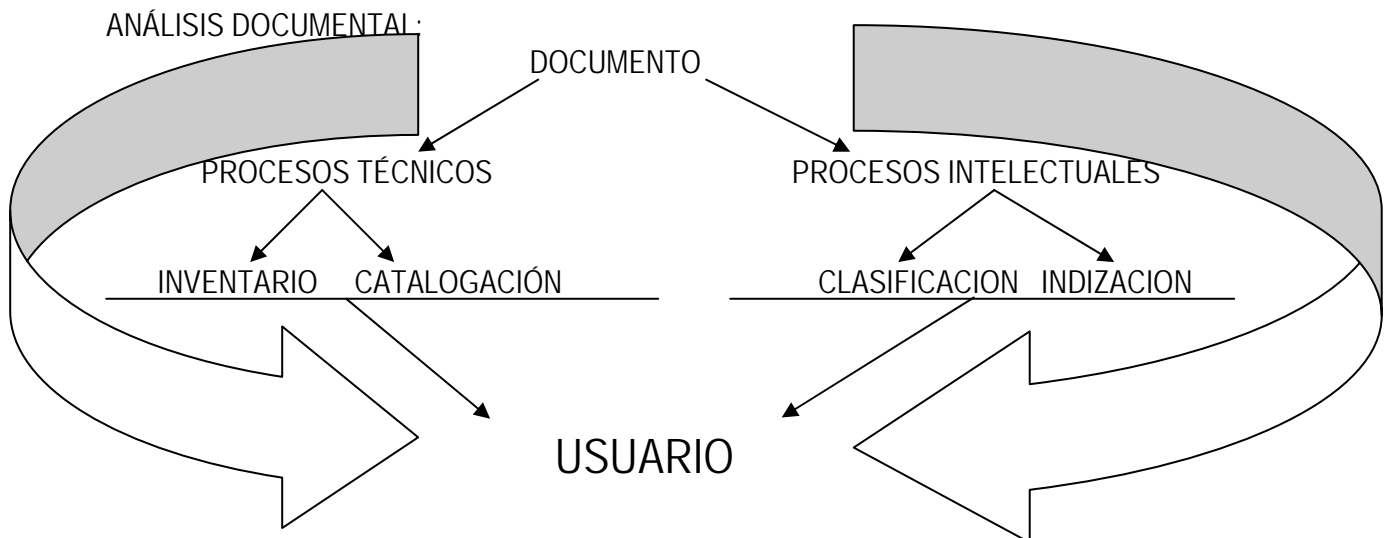 ANÁLISIS DOCUMENTAL:
DOCUMENTO
PROCESOS TÉCNICOS PROCESOS INTELECTUALES
INVENTARIO CATALOGACIÓN CLASIFICACION INDIZACION
USUARIO